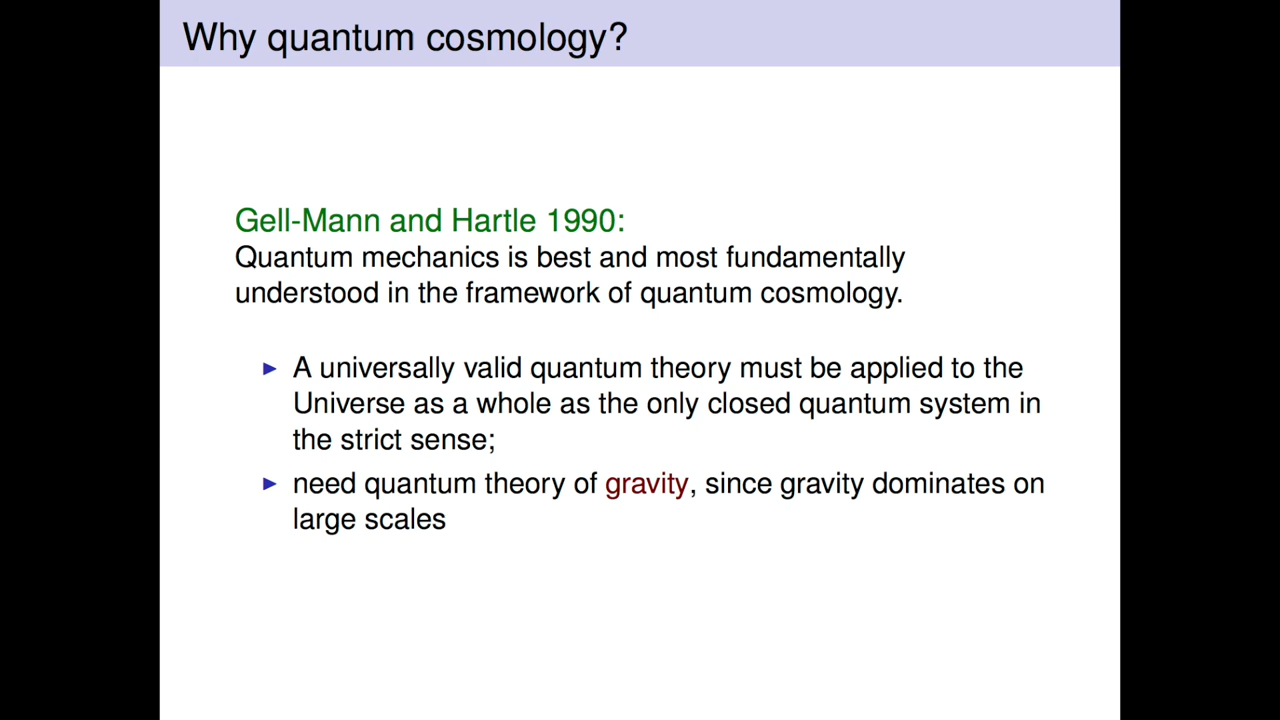 Why quantum cosmology?
Gell-Mann and Hartle 1990:
Quantum mechanics is best and most fundamentally
understood in the framework of quantum cosmology.
▶ A universally valid quantum theory must be applied to the
Universe as a whole as the only closed quantum system in
the strict sense;
▶ need quantum theory of gravity, since gravity dominates on
large scales